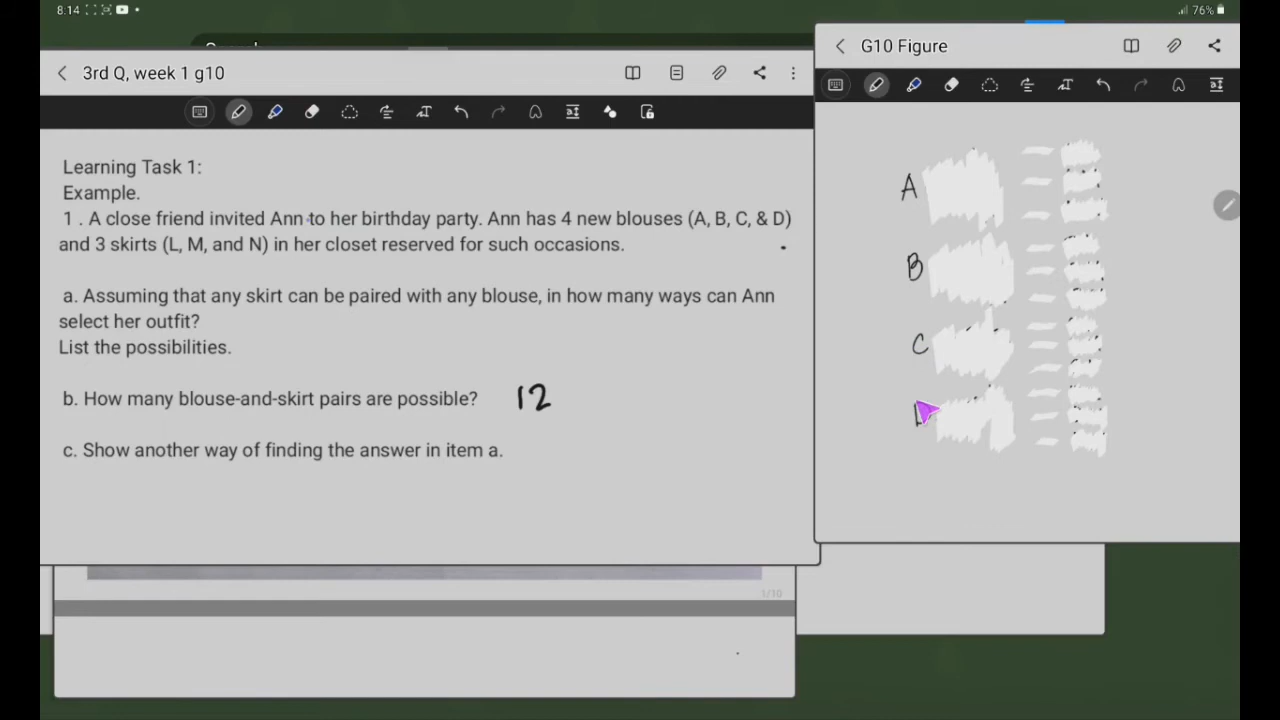 8.14
76%
3rd Q, week 1 g10
Learning Task 1:
Example.
1 . A close friend invited Ann to her birthday party. Ann has 4 new blouses (A, B, C, & D)
and 3 skirts (L, M, and N) in her closet reserved for such occasions.
a. Assuming that any skirt can be paired with any blouse, in how many ways can Ann
select her outfit?
List the possibilities.
b. How many blouse-and-skirt pairs are possible? 12
c. Show another way of finding the answer in item a.
1/10
G10 Figure
A
B
C